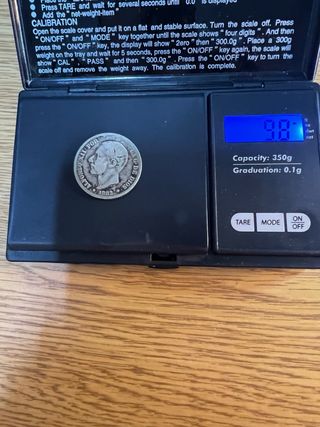 Press TARE and wait for several seconds until "0.0" is displayed
Add the "net-weight-item"
CALIBRATION
Open the scale cover and put it on a flat and stable surface. Turn the scale off. Press
"ON/OFF" and "MODE" key together until the scale shows "four digits". And then
press the "ON/OFF" key, the display will show "zero" then "300.0g". Place a 300g
weight on the tray and wait for 5 seconds, press the "ON/OFF" key again, the scale will
show "CAL", "PASS" and then "300.0g". Press the "ON/OFF" key to turn the
scale off and remove the weight away. The calibration is complete.
9.8
Capacity: 350g
Graduation: 0.1g
TARE
MODE
ON
OFF